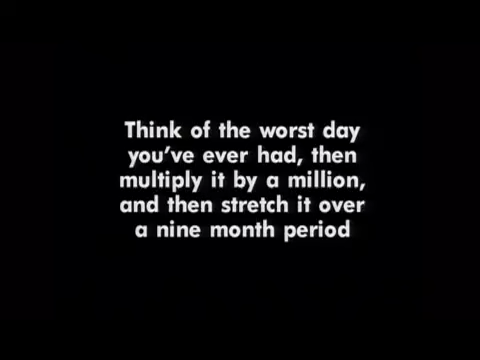 Think of the worst day
you've ever had, then
multiply it by a million,
and then stretch it over
a nine month period